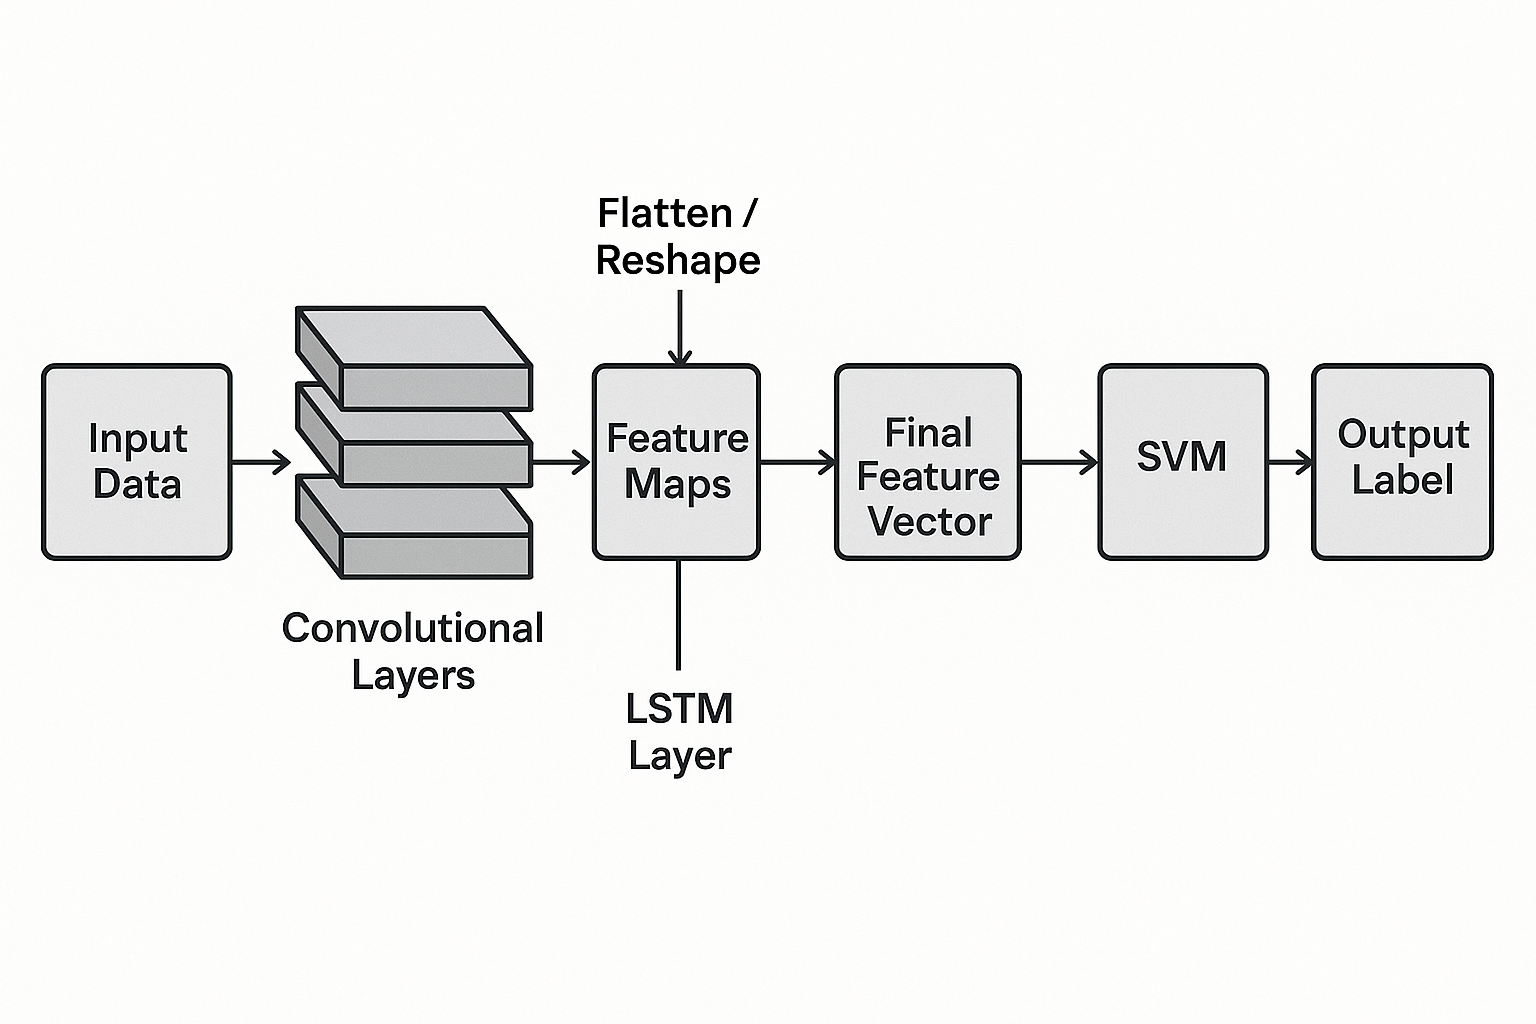 Flatten /
Reshape
Input
Data
Convolutional
Layers
Feature
Maps
LSTM
Layer
Final
Feature
Vector
SVM
Output
Label